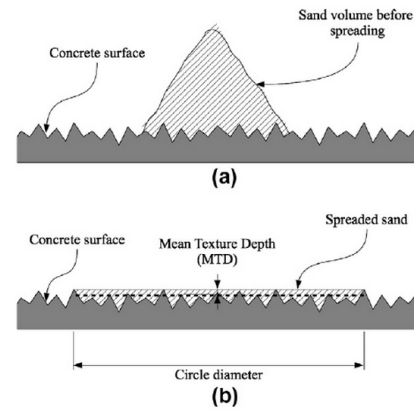 Sand volume before
spreading
Concrete surface
(a)
Spreaded sand
Concrete surface
Mean Texture Depth
(MTD)
Circle diameter
(b)